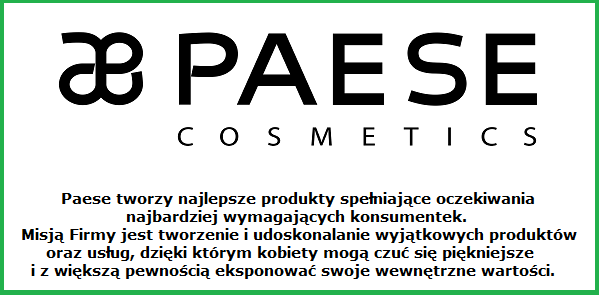 PAESE
COSMETICS
Paese tworzy najlepsze produkty spełniające oczekiwania
najbardziej wymagających konsumentek.
Misją Firmy jest tworzenie i udoskonalanie wyjątkowych produktów
oraz usług, dzięki którym kobiety mogą czuć się piękniejsze
i z większą pewnością eksponować swoje wewnętrzne wartości.